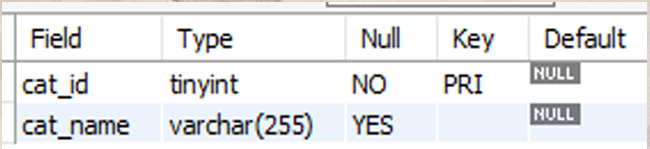 Field Type Null Key Default
cat_id tinyint NO PRI NULL
cat_name varchar(255) YES NULL